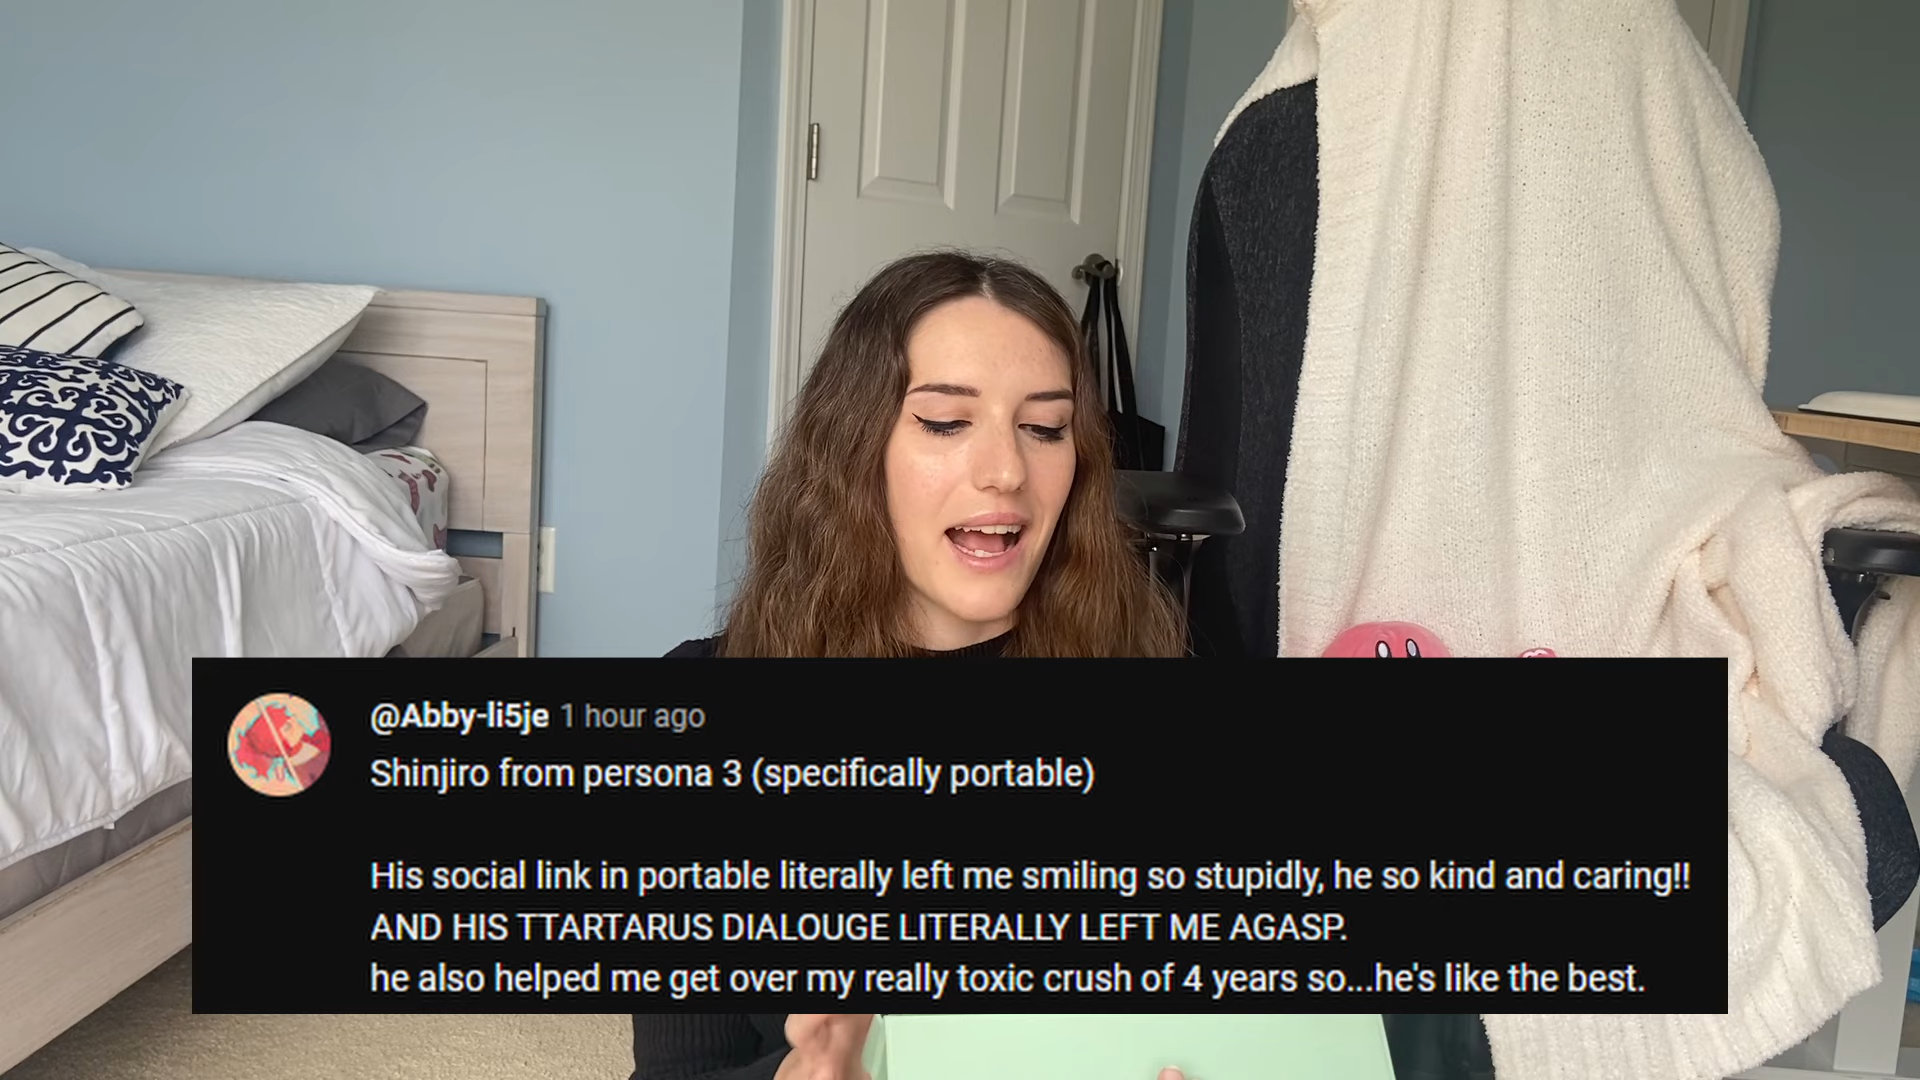 @Abby-li5je 1 hour ago
Shinjiro from persona 3 (specifically portable)
His social link in portable literally left me smiling so stupidly, he so kind and caring!!
AND HIS TTARTARUS DIALOUGE LITERALLY LEFT ME AGASP.
he also helped me get over my really toxic crush of 4 years so...he's like the best.